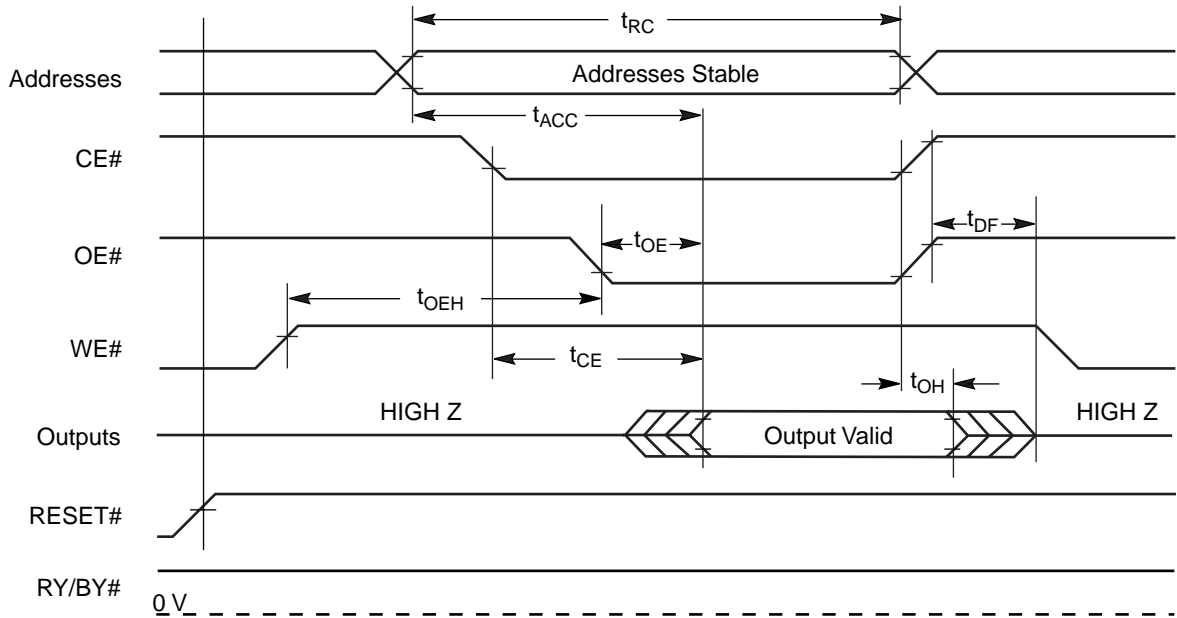 tRC
Addresses
Addresses Stable
tACC
CE#
tDF
OE#
tOE
tOEH
WE#
tCE
tOH
HIGH Z
HIGH Z
Outputs
Output Valid
RESET#
RY/BY#
0 V